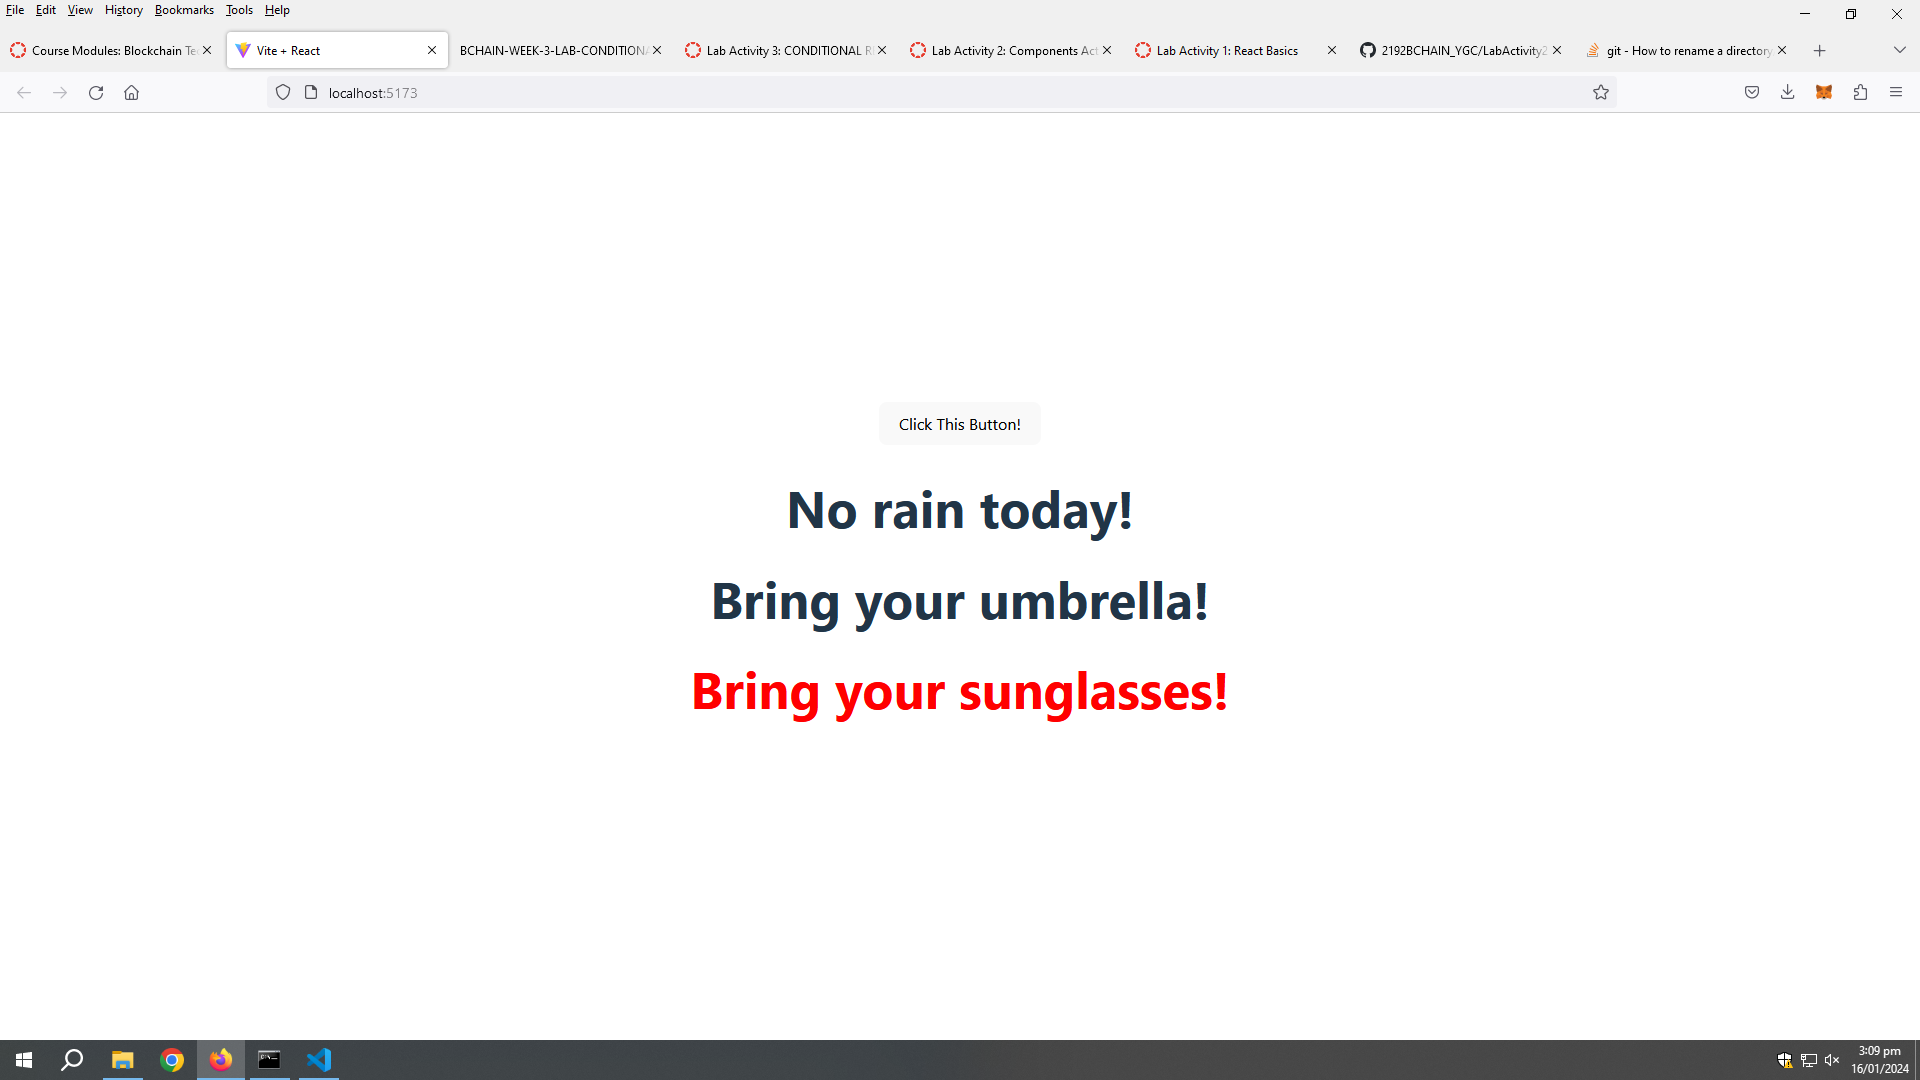 File Edit View History Bookmarks Tools Help
Course Modules: Blockchain Te
Vite + React
BCHAIN-WEEK-3-LAB-CONDITIONA
Lab Activity 3: CONDITIONAL R
Lab Activity 2: Components Act
Lab Activity 1: React Basics
2192BCHAIN_YGC/LabActivity2
git - How to rename a directory
localhost:5173
Click This Button!
No rain today!
Bring your umbrella!
Bring your sunglasses!
3:09 pm
16/01/2024